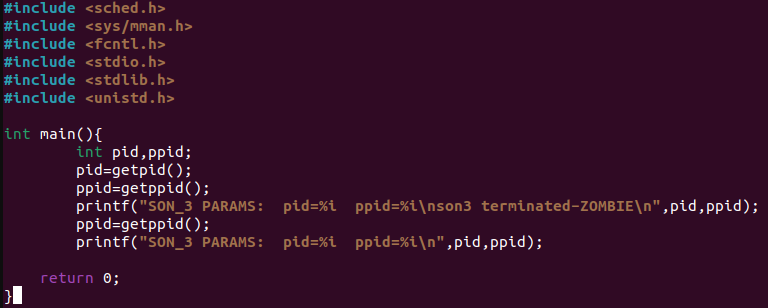 #include <sched.h>
#include <sys/mman.h>
#include <fcntl.h>
#include <stdio.h>
#include <stdlib.h>
#include <unistd.h>

int main(){
        int pid,ppid;
        pid=getpid();
        ppid=getppid();
        printf("SON_3 PARAMS:  pid=%i  ppid=%i\nson3 terminated-ZOMBIE\n",pid,ppid);
        ppid=getppid();
        printf("SON_3 PARAMS:  pid=%i  ppid=%i\n",pid,ppid);

    return 0;
}